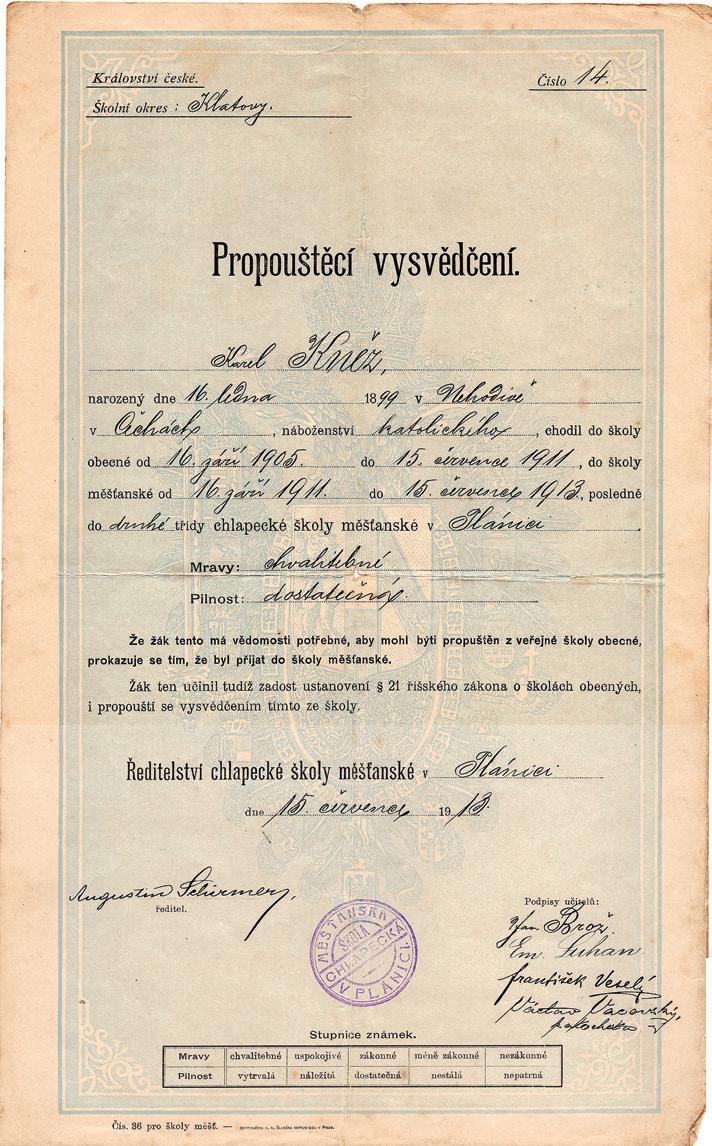 Království české.
Číslo 14.
Školní okres : Klatovy.
Propouštěcí vysvědčení.
Karel Kněz,
narozený dne 16. ledna 1899 v Nehodivě
v Čechách, náboženství katolického, chodil do školy
obecné od 16. září 1905. do 15. července 1911, do školy
měšťanské od 16 září 1911. do 15. července 1913, posledně
do druhé třídy chlapecké školy měšťanské v Plánici.
Mravy: chvalitebné
Pilnost: dostatečná.
Že žák tento má vědomosti potřebné, aby mohl býti propuštěn z veřejné školy obecné,
prokazuje se tím, že byl přijat do školy měšťanské.
Žák ten učinil tudíž zadost ustanovení § 21 říšského zákona o školách obecných,
i propouští se vysvědčením tímto ze školy.
Ředitelství chlapecké školy měšťanské v Plánici
dne 15. července 1913.
Augustin Schirmer,
ředitel.
MĚŠŤANSKÁ
ŠKOLA
CHLAPECKÁ
V PLÁNICI
Podpisy učitelů:
Jan Brož.
Em. Suhan.
František Veselý
Václav
Stupnice známek.
Mravy chvalitebné uspokojivé zákonné méně zákonné nezákonné
Pilnost vytrvalá náležitá dostatečná nestálá nepatrná
Čís. 36 pro školy měšť. —